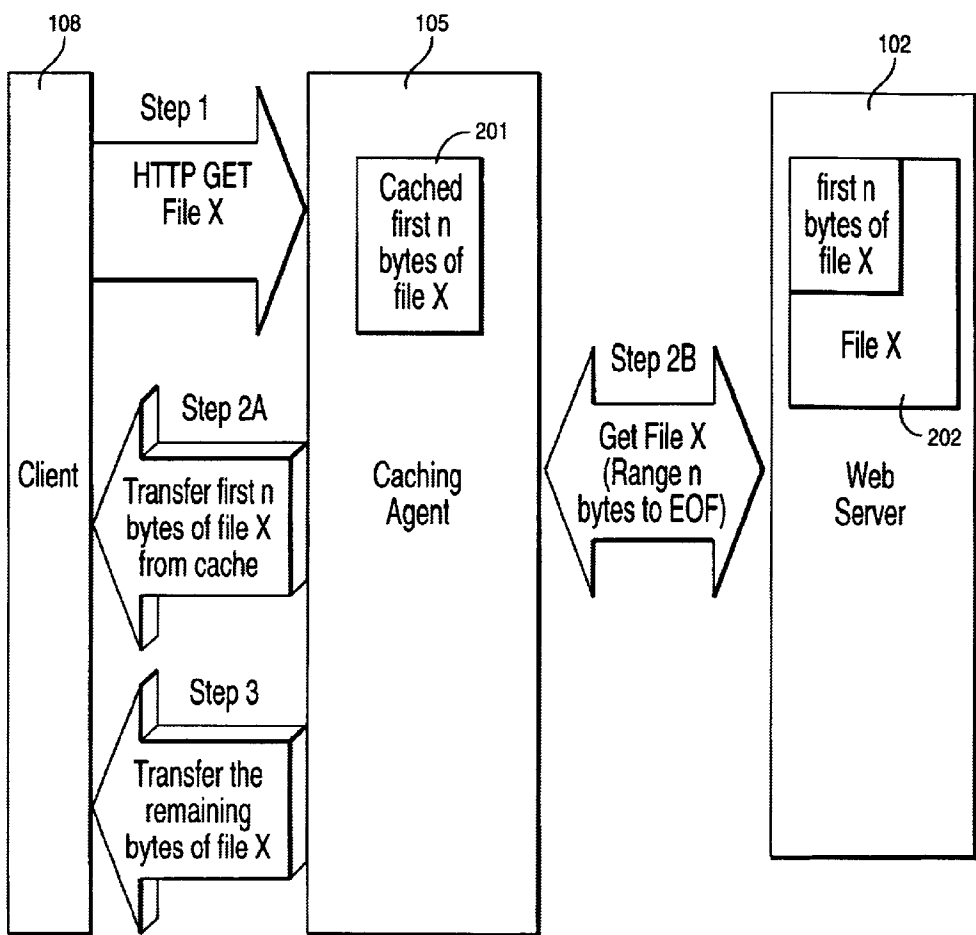 108
105
102
Step 1
HTTP GET
File X
201
Cached
first n
bytes of
file X
first n
bytes of
file X
File X
202
Step 2A
Transfer first n
bytes of file X
from cache
Client
Caching
Agent
Step 2B
Get File X
(Range n
bytes to EOF)
Web
Server
Step 3
Transfer the
remaining
bytes of file X